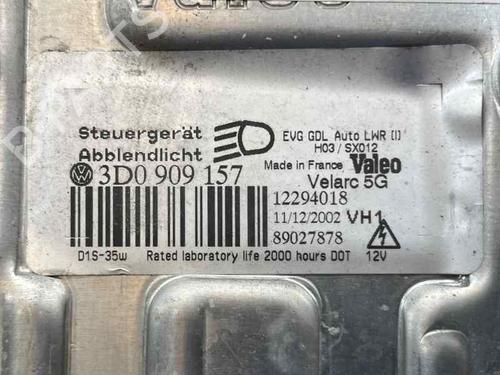 Valeo
Steuergerät
Abblendlicht
EVG GDL Auto LWR (I)
H03/SX012
Made in France Valeo
3D0 909 157
Velarc 5G
12294018
11/12/2002 VH1
89027878
D1S-35w Rated laboratory life 2000 hours DOT 12V